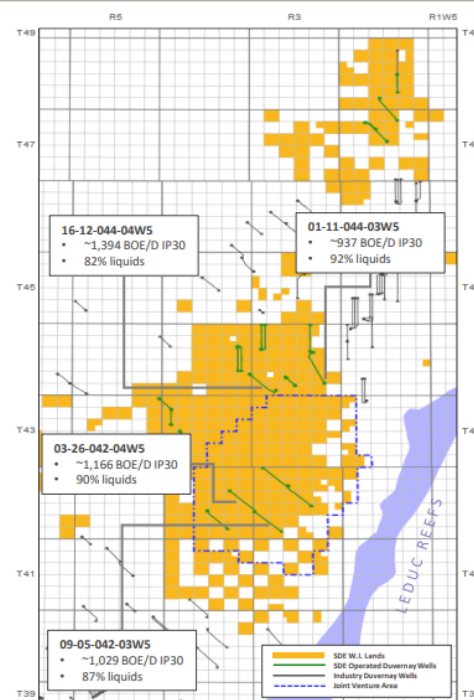 R5 R3 R1W5
T49
T47
16-12-044-04W5
• ~1,394 BOE/D IP30
• 82% liquids
01-11-044-03W5
• ~937 BOE/D IP30
• 92% liquids
T45
T43
03-26-042-04W5
• ~1,166 BOE/D IP30
• 90% liquids
LEDUC REEFS
T41
09-05-042-03W5
• ~1,029 BOE/D IP30
• 87% liquids
SDE W.I. Lands
SDE Operated Duvernay Wells
Industry Duvernay Wells
Joint Venture Area
T39